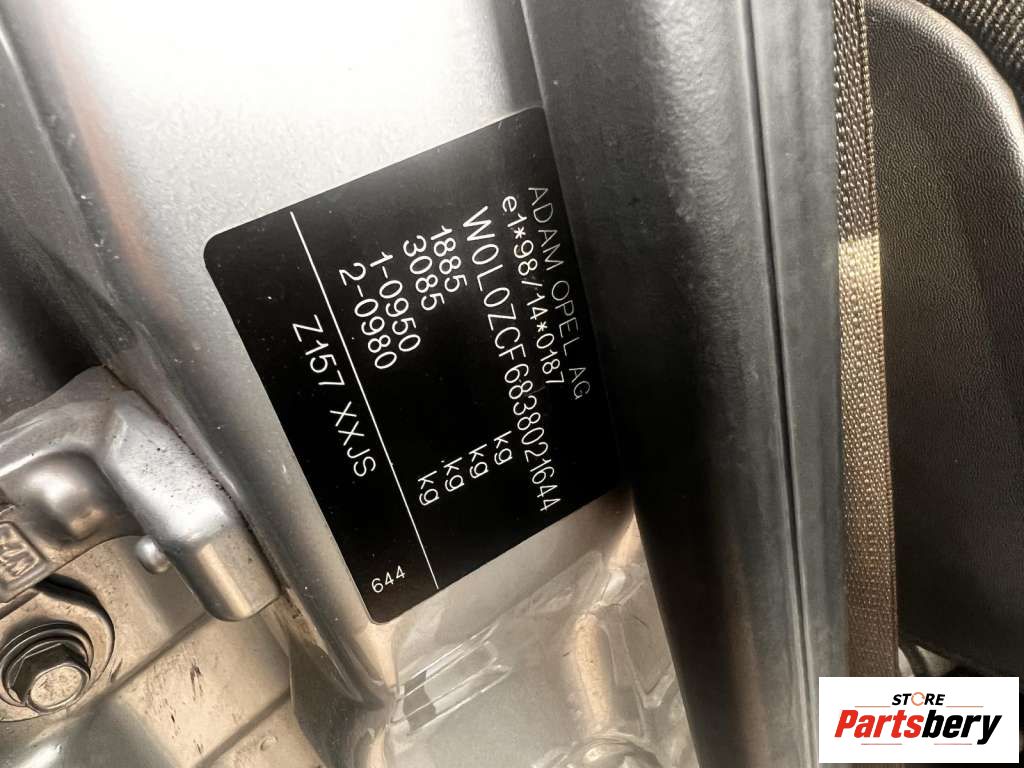 ADAM OPEL AG
e1*98/14*0187
W0L0ZCF6838021644
1885 kg
3085 kg
1-0950 kg
2-0980 kg
Z157 XXJS
644
STORE
Partsbery